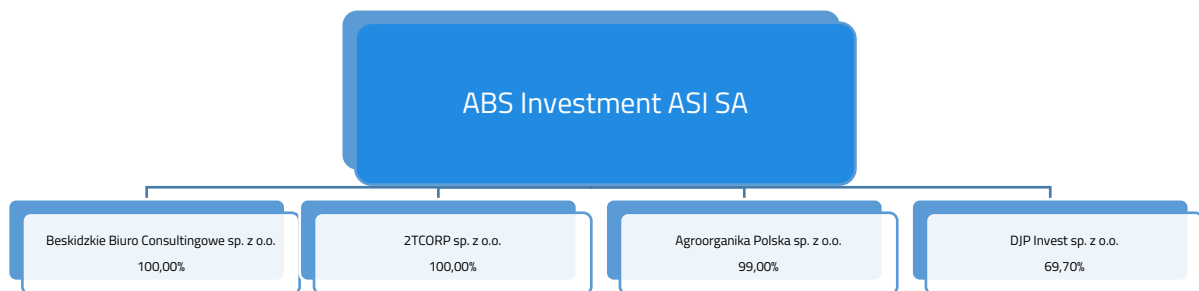 ABS Investment ASI SA
Beskidzkie Biuro Consultingowe sp. z o.o.
100,00%
2TCORP sp. z o.o.
100,00%
Agroorganika Polska sp. z o.o.
99,00%
DJP Invest sp. z o.o.
69,70%